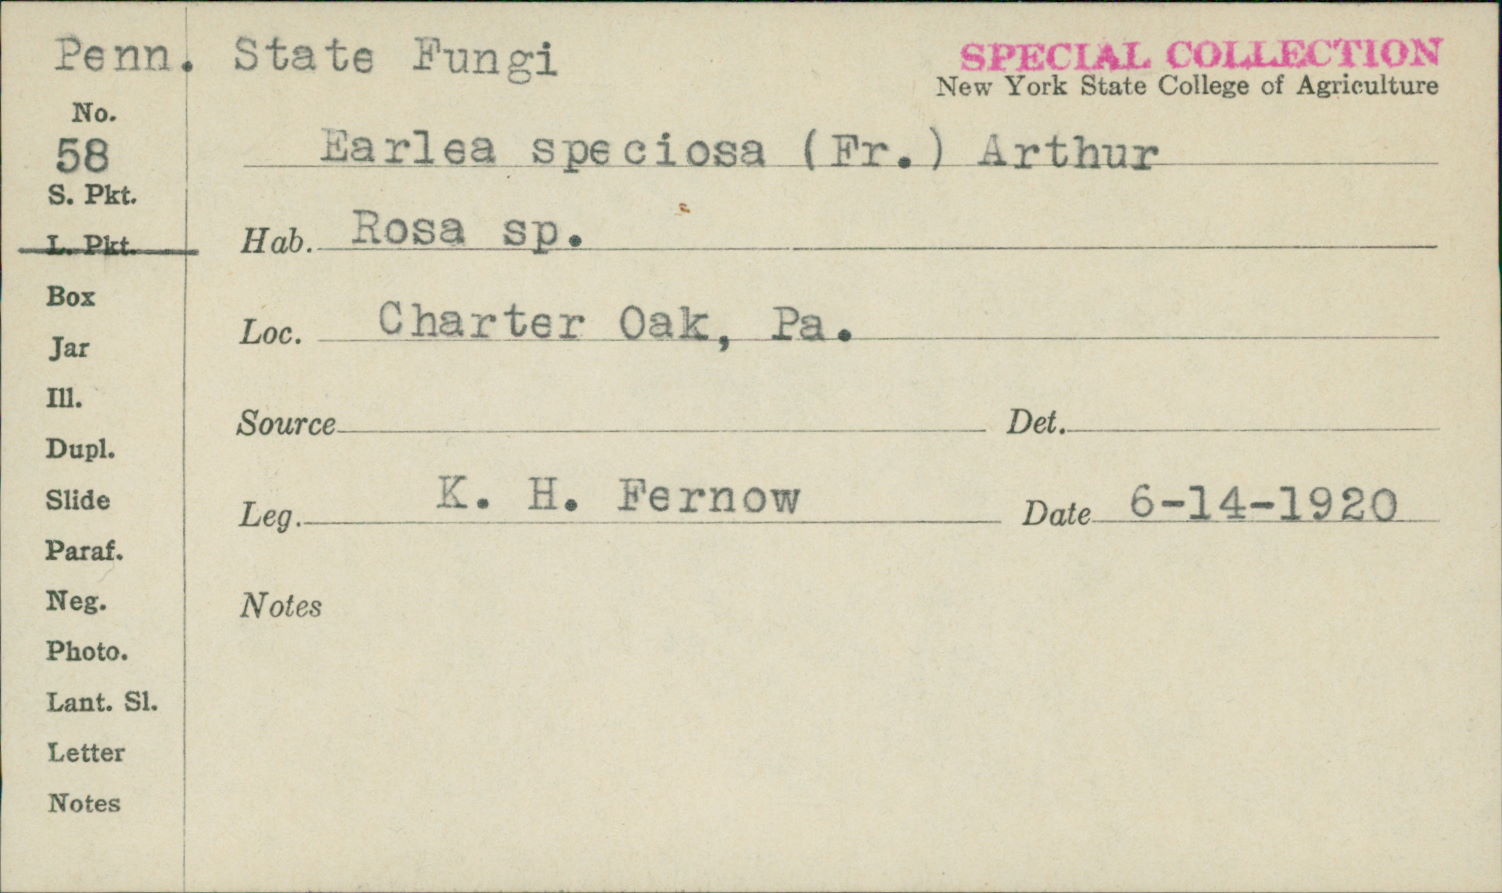 Penn. State Fungi
SPECIAL COLLECTION
New York State College of Agriculture
No.
58
Earlea speciosa (Fr.) Arthur
S. Pkt.
L. Pkt.
Hab. Rosa sp.
Box
Loc. Charter Oak, Pa.
Jar
Ill.
Source
Det.
Dupl.
Slide
Leg. K. H. Fernow
Date 6-14-1920
Paraf.
Neg.
Notes
Photo.
Lant. Sl.
Letter
Notes